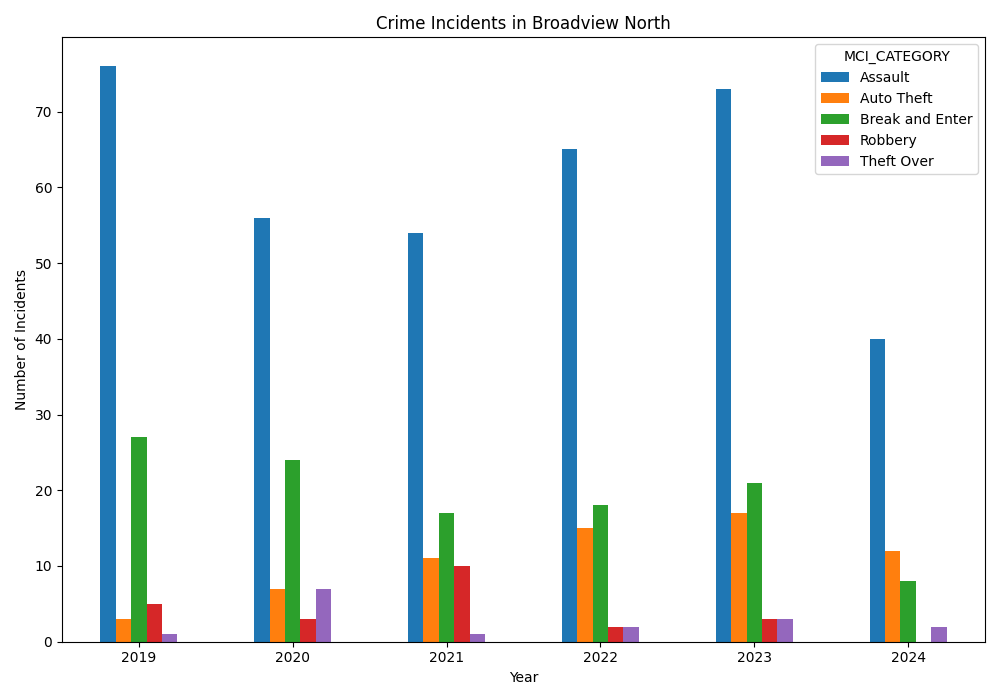 Crime Incidents in Broadview North
MCI_CATEGORY
Assault
Auto Theft
Break and Enter
Robbery
Theft Over
Number of Incidents
70
60
50
40
30
20
10
0
2019
2020
2021
2022
2023
2024
Year